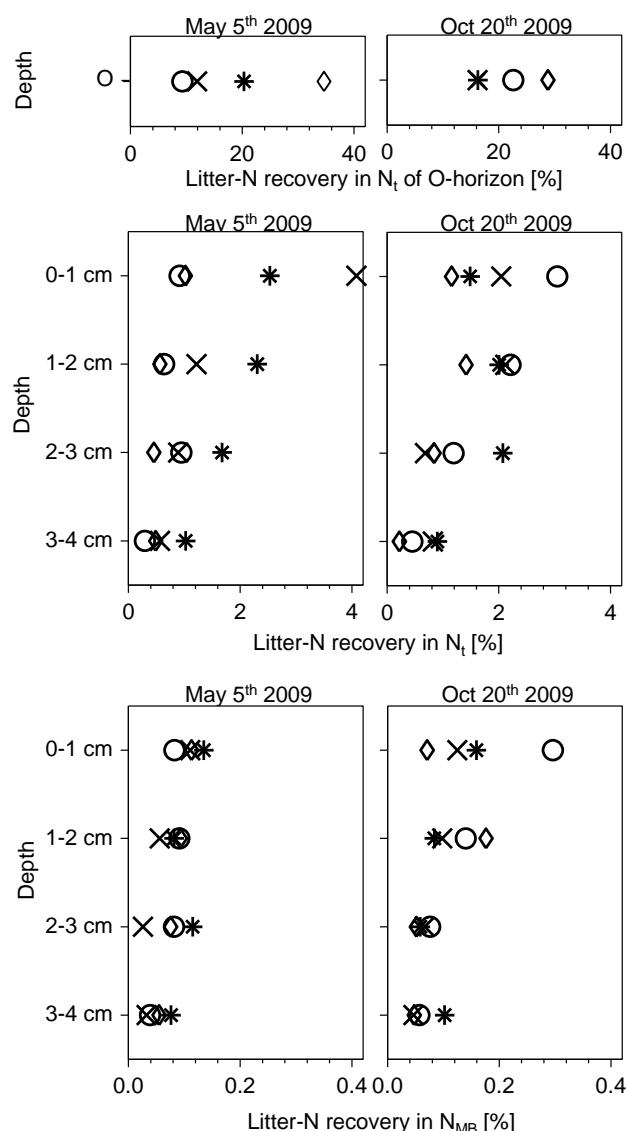 May 5th 2009 Oct 20th 2009
Depth
O
0 20 40 0 20 40
Litter-N recovery in Nt of O-horizon [%]
May 5th 2009 Oct 20th 2009
Depth
0-1 cm
1-2 cm
2-3 cm
3-4 cm
0 2 4 0 2 4
Litter-N recovery in Nt [%]
May 5th 2009 Oct 20th 2009
Depth
0-1 cm
1-2 cm
2-3 cm
3-4 cm
0.0 0.2 0.4 0.0 0.2 0.4
Litter-N recovery in NMB [%]